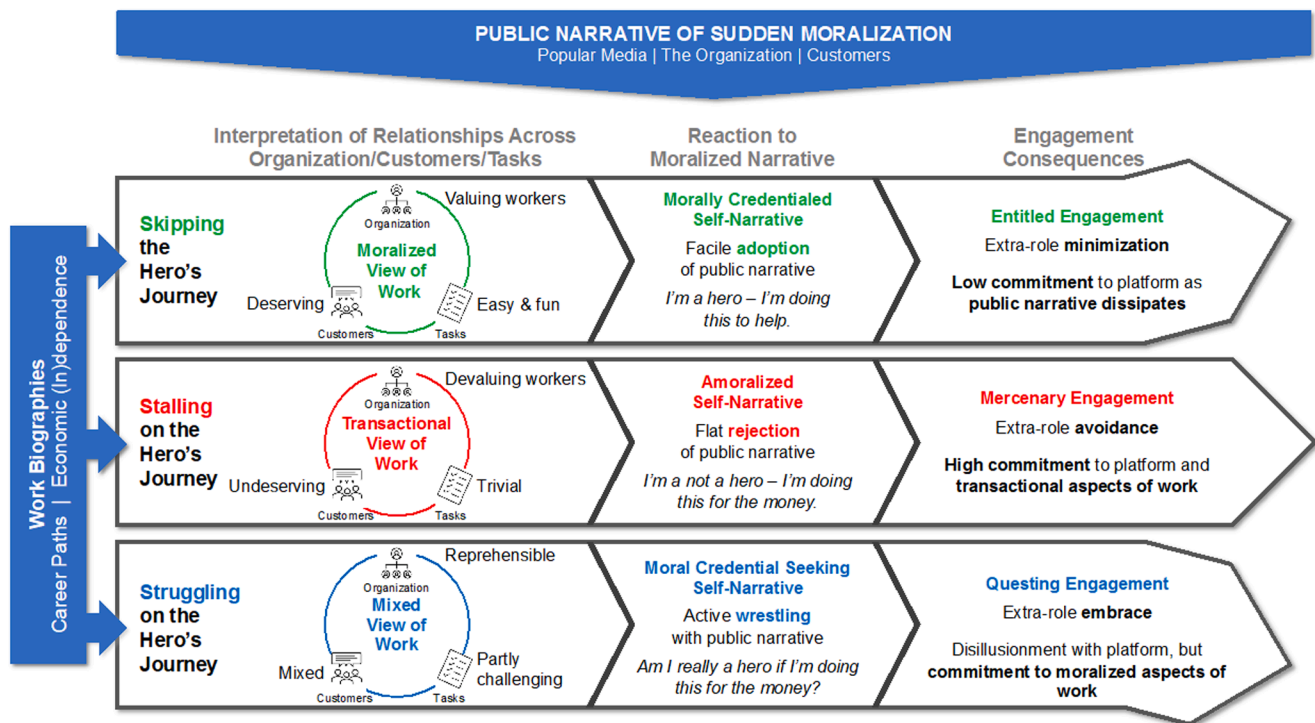 PUBLIC NARRATIVE OF SUDDEN MORALIZATION
Popular Media | The Organization | Customers
Interpretation of Relationships Across
Organization/Customers/Tasks
Reaction to
Moralized Narrative
Engagement
Consequences
Work Biographies
Career Paths | Economic (In)dependence
Skipping
the
Hero's
Journey
Valuing workers
Organization
Moralized
View of
Work
Deserving
Customers
Easy & fun
Tasks
Morally Credentialed
Self-Narrative
Facile adoption
of public narrative
I'm a hero – I'm doing
this to help.
Entitled Engagement
Extra-role minimization
Low commitment to platform as
public narrative dissipates
Stalling
on the
Hero's
Journey
Devaluing workers
Organization
Transactional
View of
Work
Undeserving
Customers
Trivial
Tasks
Amoralized
Self-Narrative
Flat rejection
of public narrative
I'm a not a hero – I'm doing
this for the money.
Mercenary Engagement
Extra-role avoidance
High commitment to platform and
transactional aspects of work
Struggling
on the
Hero's
Journey
Reprehensible
Organization
Mixed
View of
Work
Mixed
Customers
Partly
challenging
Tasks
Moral Credential Seeking
Self-Narrative
Active wrestling
with public narrative
Am I really a hero if I'm doing
this for the money?
Questing Engagement
Extra-role embrace
Disillusionment with platform, but
commitment to moralized aspects of
work